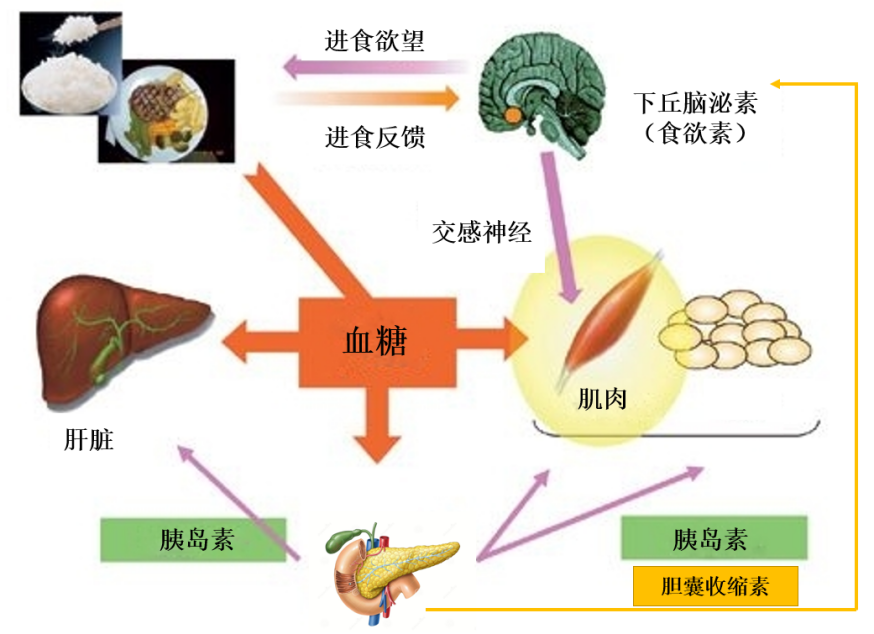 进食欲望
进食反馈
下丘脑泌素
（食欲素）
交感神经
血糖
肌肉
肝脏
胰岛素
胰岛素
胆囊收缩素